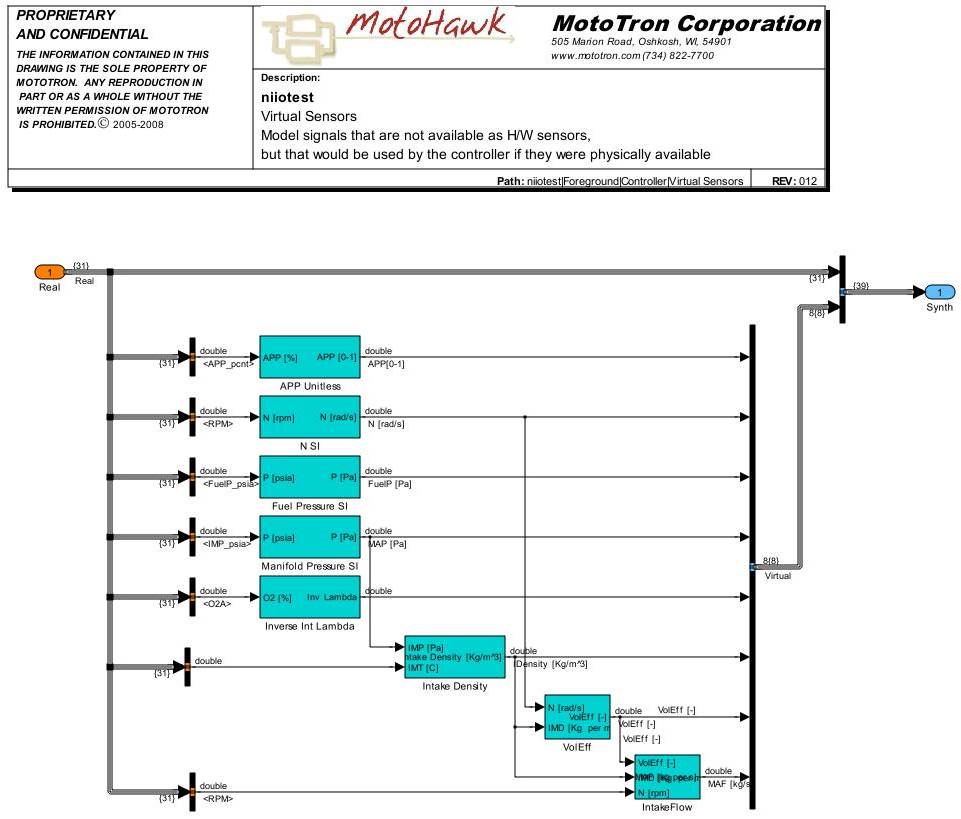 PROPRIETARY
AND CONFIDENTIAL
THE INFORMATION CONTAINED IN THIS
DRAWING IS THE SOLE PROPERTY OF
MOTOTRON. ANY REPRODUCTION IN
PART OR AS A WHOLE WITHOUT THE
WRITTEN PERMISSION OF MOTOTRON
IS PROHIBITED.© 2005-2008
MotoHawk
MotoTron Corporation
505 Marion Road, Oshkosh, WI, 54901
www.mototron.com (734) 822-7700
Description:
niiotest
Virtual Sensors
Model signals that are not available as H/W sensors,
but that would be used by the controller if they were physically available
Path: niiotest|Foreground|Controller|Virtual Sensors
REV: 012
1
Real
{31}
Real
{31}
{39}
8{8}
1
Synth
{31}
double
<APP_pcnt>
APP [%] APP [0-1]
APP Unitless
double
APP[0-1]
{31}
double
<RPM>
N [rpm] N [rad/s]
N SI
double
N [rad/s]
{31}
double
<FuelP_psia>
P [psia] P [Pa]
Fuel Pressure SI
double
FuelP [Pa]
{31}
double
<IMP_psia>
P [psia] P [Pa]
Manifold Pressure SI
double
MAP [Pa]
8{8}
Virtual
{31}
double
<O2A>
O2 [%] Inv Lambda
Inverse Int Lambda
double
{31}
double
IMP [Pa]
ntake Density [Kg/m^3]
IMT [C]
Intake Density
double
IDensity [Kg/m^3]
N [rad/s]
VolEff [-]
IMD [Kg per m
VolEff
double
VolEff [-]
VolEff [-]
VolEff [-]
{31}
double
<RPM>
VolEff [-]
N [rpm]
IntakeFlow
double
MAF [kg/s